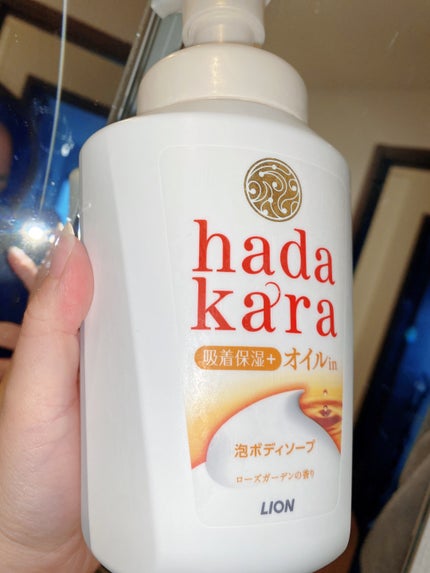 hada
kara
吸着保湿+ オイルin
泡ボディソープ
ローズガーデンの香り
LION